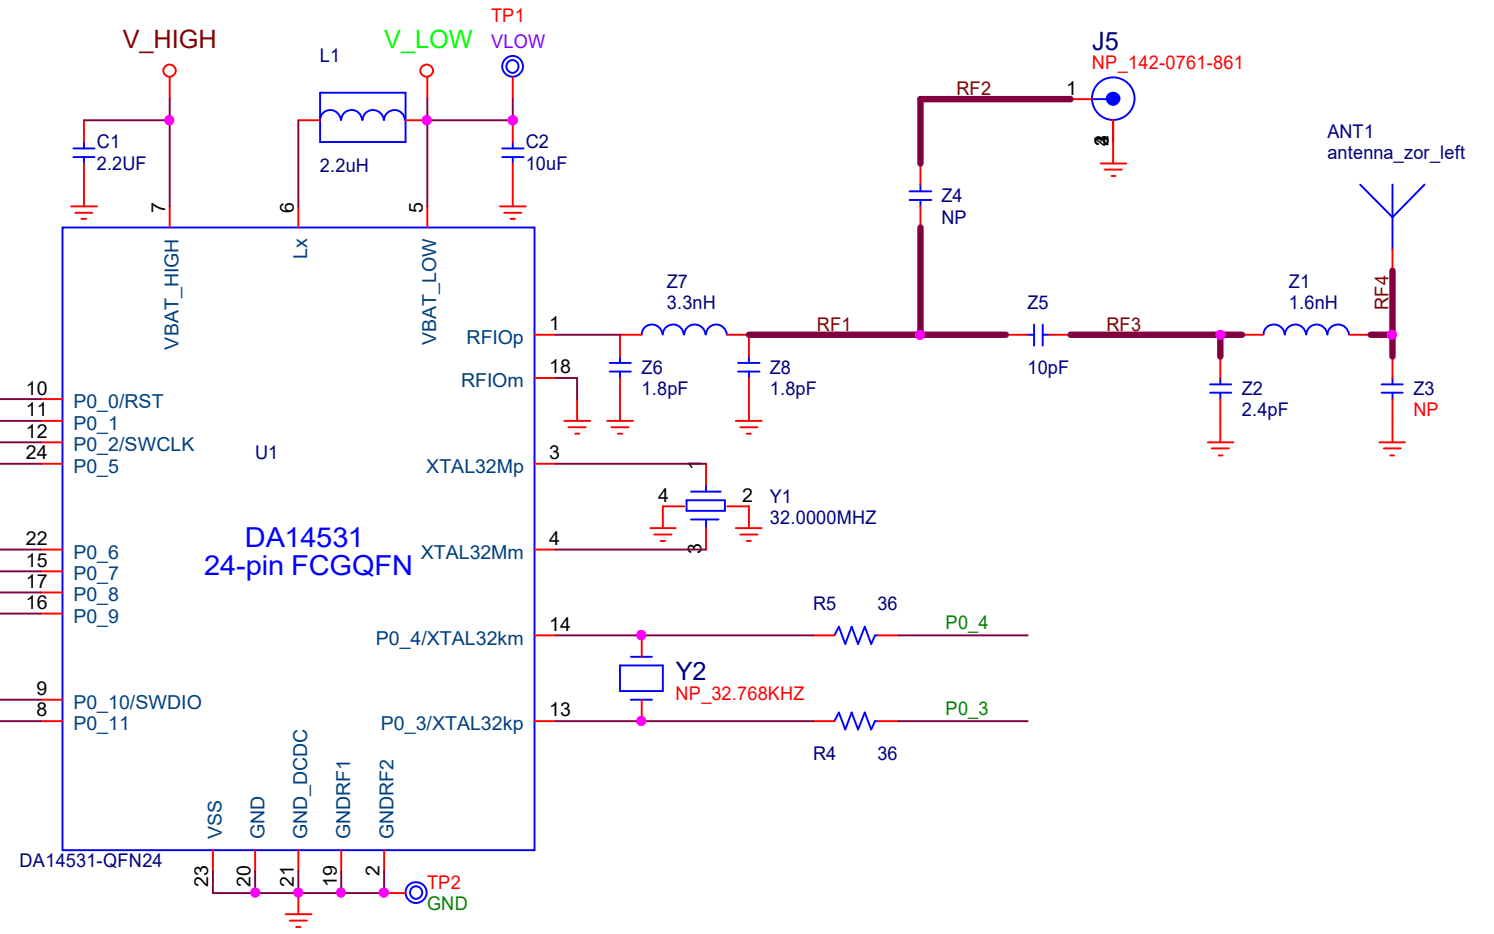 V_HIGH
V_LOW
TP1
VLOW
L1
2.2uH
C1
2.2UF
C2
10uF
7
6
5
VBAT_HIGH
Lx
VBAT_LOW
J5
NP_142-0761-861
1
RF2
Z4
NP
ANT1
antenna_zor_left
RF4
Z7
3.3nH
RF1
Z5
10pF
RF3
Z1
1.6nH
Z6
1.8pF
Z8
1.8pF
Z2
2.4pF
Z3
NP
RFIOp
1
RFIOm
18
10
P0_0/RST
11
P0_1
12
P0_2/SWCLK
24
P0_5
22
P0_6
15
P0_7
17
P0_8
16
P0_9
9
P0_10/SWDIO
8
P0_11
U1
DA14531
24-pin FCGQFN
XTAL32Mp
3
XTAL32Mm
4
1
4
2
3
Y1
32.0000MHZ
P0_4/XTAL32km
14
R5
36
P0_4
Y2
NP_32.768KHZ
P0_3/XTAL32kp
13
R4
36
P0_3
VSS
GND
GND_DCDC
GNDRF1
GNDRF2
DA14531-QFN24
23
20
21
19
2
TP2
GND